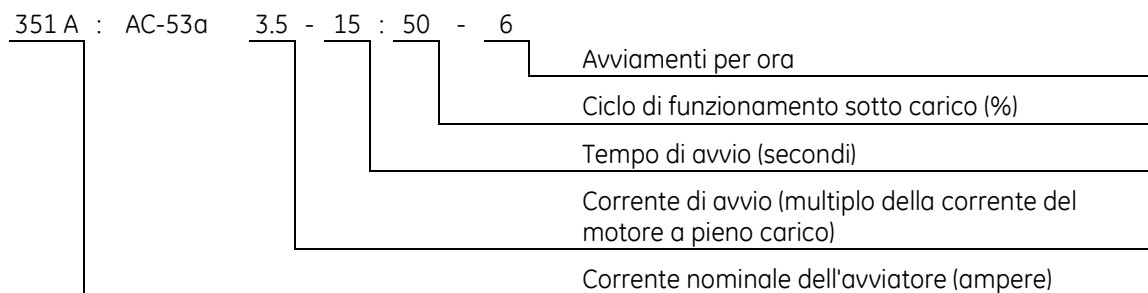 351 A : AC-53a 3.5 - 15 : 50 - 6
Avviamenti per ora
Ciclo di funzionamento sotto carico (%)
Tempo di avvio (secondi)
Corrente di avvio (multiplo della corrente del
motore a pieno carico)
Corrente nominale dell'avviatore (ampere)